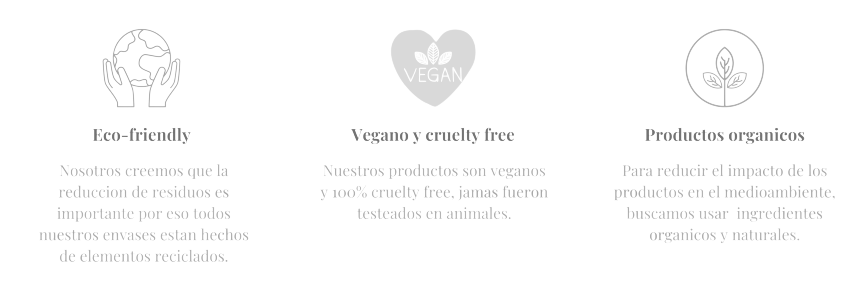 VEGAN
Eco-friendly
Nosotros creemos que la
reduccion de residuos es
importante por eso todos
nuestros envases estan hechos
de elementos reciclados.
Vegano y cruelty free
Nuestros productos son veganos
y 100% cruelty free, jamas fueron
testeados en animales.
Productos organicos
Para reducir el impacto de los
productos en el medioambiente,
buscamos usar  ingredientes
organicos y naturales.